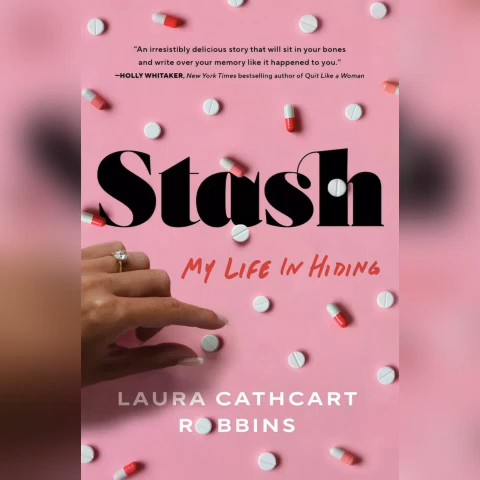 "An irresistibly delicious story that will sit in your bones
and write over your memory like it happened to you."
—HOLLY WHITAKER, New York Times bestselling author of Quit Like a Woman
Stash
MY LIFE IN HIDING
LAURA CATHCART
ROBBINS